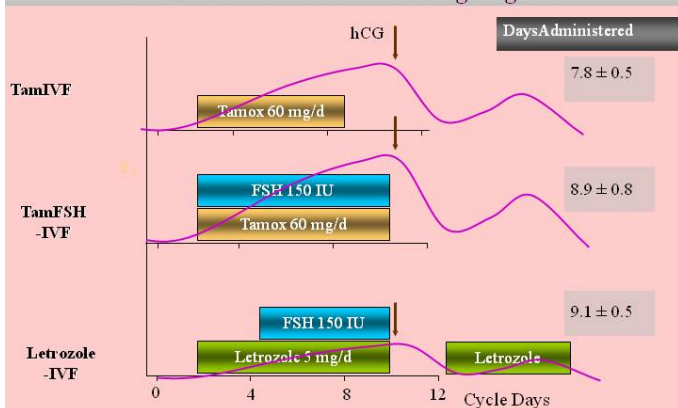 hCG
DaysAdministered
TamIVF
Tamox 60 mg/d
7.8 ± 0.5
TamFSH
-IVF
FSH 150 IU
Tamox 60 mg/d
8.9 ± 0.8
Letrozole
-IVF
FSH 150 IU
Letrozole 5 mg/d
Letrozole
9.1 ± 0.5
0 4 8 12 Cycle Days